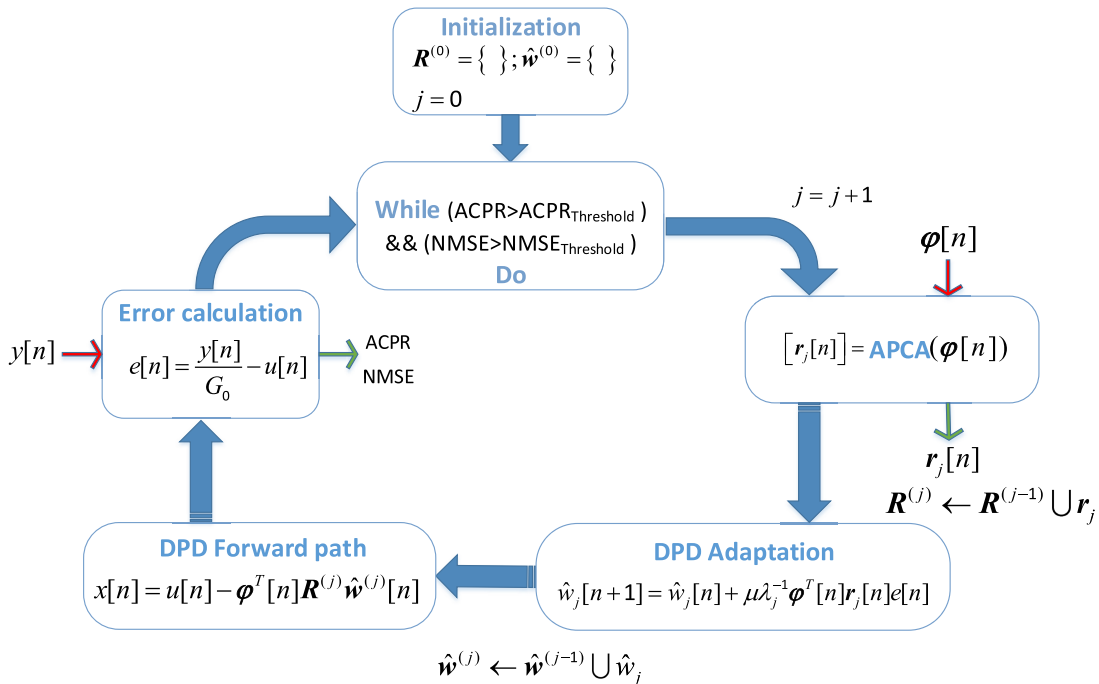 Initialization
R^(0) = { }; ŵ^(0) = { }
j = 0
While (ACPR>ACPR_Threshold )
&& (NMSE>NMSE_Threshold )
Do
j = j + 1
φ[n]
[r_j[n]] = APCA(φ[n])
r_j[n]
R^(j) ← R^(j−1) ⋃ r_j
DPD Adaptation
ŵ_j[n+1] = ŵ_j[n] + μλ_j^−1 φ^T[n]r_j[n]e[n]
ŵ^(j) ← ŵ^(j−1) ⋃ ŵ_j
DPD Forward path
x[n] = u[n] − φ^T[n]R^(j)ŵ^(j)[n]
Error calculation
y[n]
e[n] = y[n]/G_0 − u[n]
ACPR
NMSE